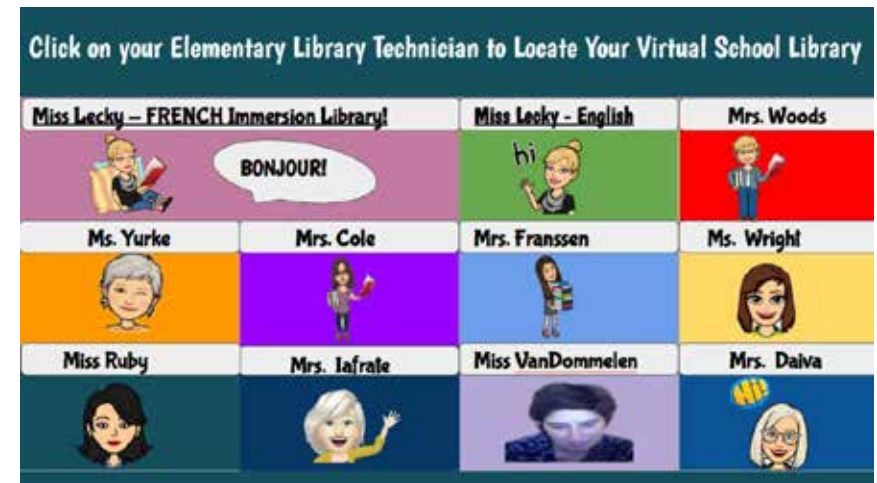 Click on your Elementary Library Technician to Locate Your Virtual School Library
Miss Lecky – FRENCH Immersion Library!
Miss Lecky - English
Mrs. Woods
BONJOUR!
hi
Ms. Yurke
Mrs. Cole
Mrs. Franssen
Ms. Wright
Miss Ruby
Mrs. Iafrate
Miss VanDommelen
Mrs. Daiva
Hi!